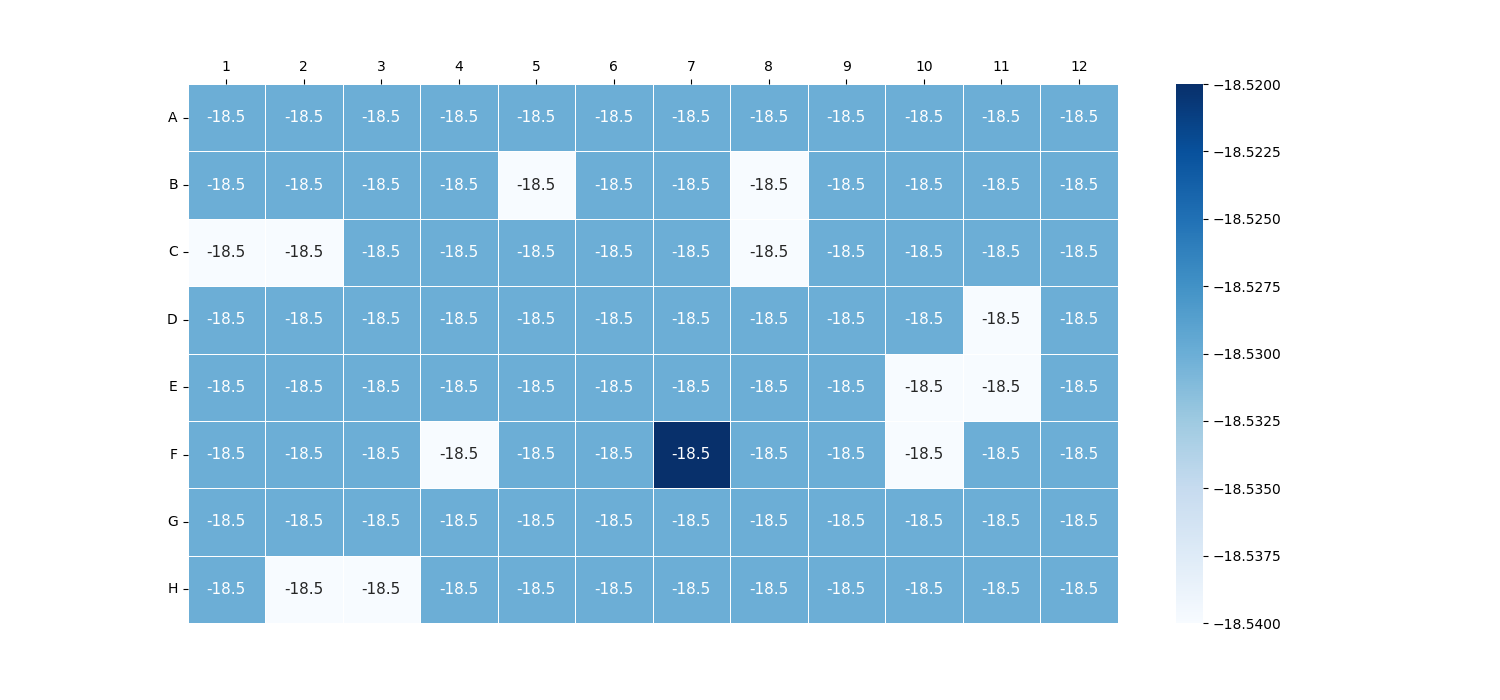 1 2 3 4 5 6 7 8 9 10 11 12
A -18.5 -18.5 -18.5 -18.5 -18.5 -18.5 -18.5 -18.5 -18.5 -18.5 -18.5 -18.5
B -18.5 -18.5 -18.5 -18.5 -18.5 -18.5 -18.5 -18.5 -18.5 -18.5 -18.5 -18.5
C -18.5 -18.5 -18.5 -18.5 -18.5 -18.5 -18.5 -18.5 -18.5 -18.5 -18.5 -18.5
D -18.5 -18.5 -18.5 -18.5 -18.5 -18.5 -18.5 -18.5 -18.5 -18.5 -18.5 -18.5
E -18.5 -18.5 -18.5 -18.5 -18.5 -18.5 -18.5 -18.5 -18.5 -18.5 -18.5 -18.5
F -18.5 -18.5 -18.5 -18.5 -18.5 -18.5 -18.5 -18.5 -18.5 -18.5 -18.5 -18.5
G -18.5 -18.5 -18.5 -18.5 -18.5 -18.5 -18.5 -18.5 -18.5 -18.5 -18.5 -18.5
H -18.5 -18.5 -18.5 -18.5 -18.5 -18.5 -18.5 -18.5 -18.5 -18.5 -18.5 -18.5
−18.5200
−18.5225
−18.5250
−18.5275
−18.5300
−18.5325
−18.5350
−18.5375
−18.5400